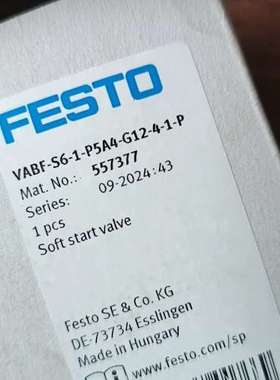 FESTO
VABF-S6-1-P5A4-G12-4-1-P
Mat. No.: 557377
Series: 09-2024:43
1 pcs
Soft start valve
Festo SE & Co. KG
DE-73734 Esslingen
Made in Hungary
www.festo.com/sp